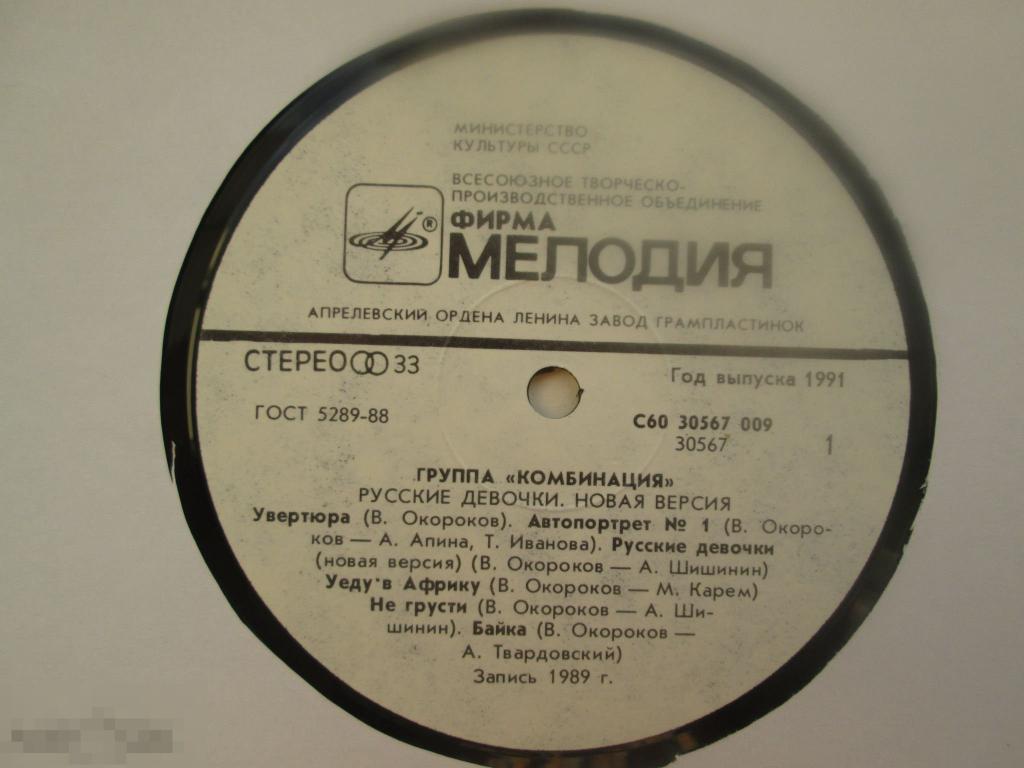 МИНИСТЕРСТВО
КУЛЬТУРЫ СССР
ВСЕСОЮЗНОЕ ТВОРЧЕСКО-
ПРОИЗВОДСТВЕННОЕ ОБЪЕДИНЕНИЕ
®
ФИРМА
МЕЛОДИЯ
АПРЕЛЕВСКИЙ ОРДЕНА ЛЕНИНА ЗАВОД ГРАМПЛАСТИНОК
СТЕРЕО 33
Год выпуска 1991
ГОСТ 5289-88
С60 30567 009
30567
1
ГРУППА «КОМБИНАЦИЯ»
РУССКИЕ ДЕВОЧКИ. НОВАЯ ВЕРСИЯ
Увертюра (В. Окороков). Автопортрет № 1 (В. Окоро-
ков — А. Апина, Т. Иванова). Русские девочки
(новая версия) (В. Окороков — А. Шишинин)
Уеду в Африку (В. Окороков — М. Карем)
Не грусти (В. Окороков — А. Ши-
шинин). Байка (В. Окороков —
А. Твардовский)
Запись 1989 г.